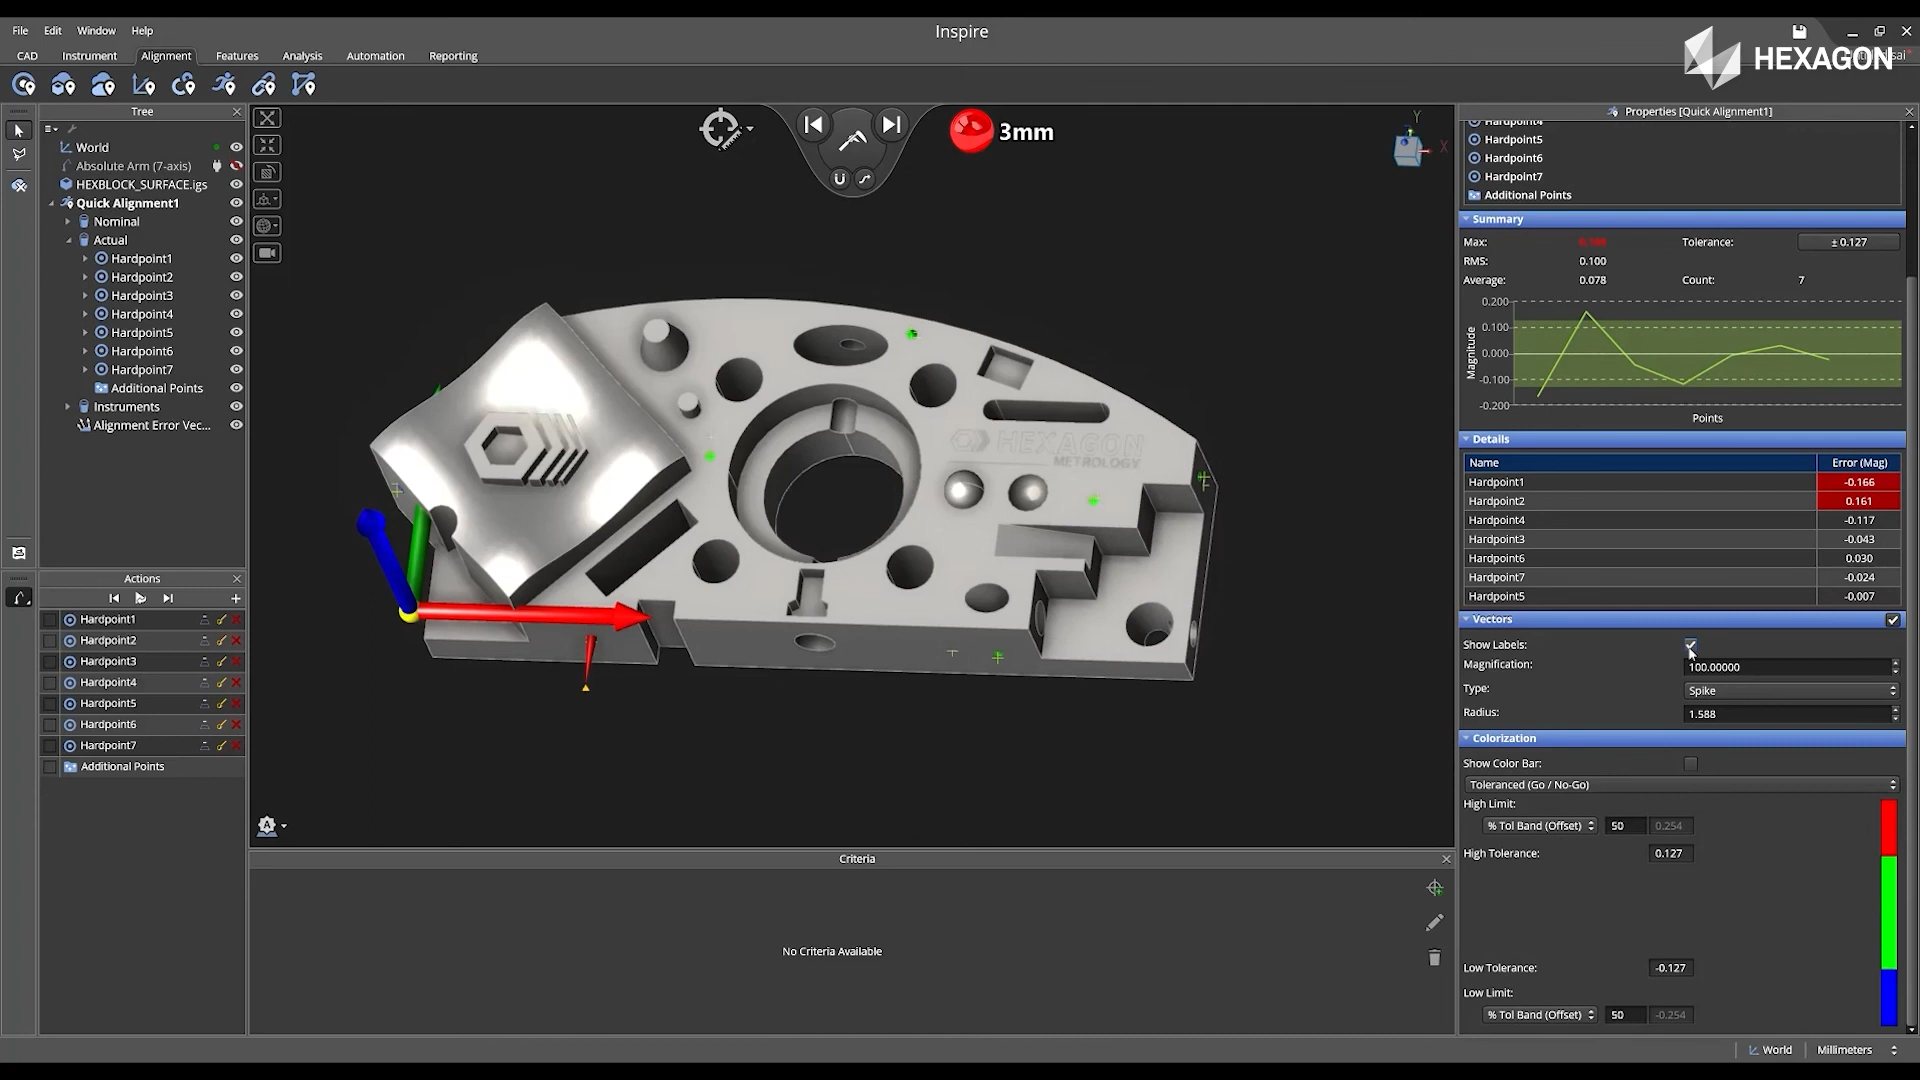 Inspire
File Edit Window Help
HEXAGON
CAD Instrument Alignment Features Analysis Automation Reporting
Tree
World
Absolute Arm (7-axis)
HEXBLOCK_SURFACE.igs
Quick Alignment1
Nominal
Actual
Hardpoint1
Hardpoint2
Hardpoint3
Hardpoint4
Hardpoint5
Hardpoint6
Hardpoint7
Additional Points
Instruments
Alignment Error Vec...
Actions
Hardpoint1
Hardpoint2
Hardpoint3
Hardpoint4
Hardpoint5
Hardpoint6
Hardpoint7
Additional Points
3mm
Y
X
HEXAGON
METROLOGY
A
Criteria
No Criteria Available
Properties [Quick Alignment1]
Hardpoint4
Hardpoint5
Hardpoint6
Hardpoint7
Additional Points
Summary
Max: Tolerance: ± 0.127
RMS: 0.100
Average: 0.078 Count: 7
0.200
0.100
0.000
-0.100
-0.200
Magnitude
Points
Details
Name Error (Mag)
Hardpoint1 -0.166
Hardpoint2 0.161
Hardpoint4 -0.117
Hardpoint3 -0.043
Hardpoint6 0.030
Hardpoint7 -0.024
Hardpoint5 -0.007
Vectors
Show Labels:
Magnification: 100.00000
Type: Spike
Radius: 1.588
Colorization
Show Color Bar:
Toleranced (Go / No-Go)
High Limit:
% Tol Band (Offset) 50 0.254
High Tolerance: 0.127
Low Tolerance: -0.127
Low Limit:
% Tol Band (Offset) 50 -0.254
World Millimeters